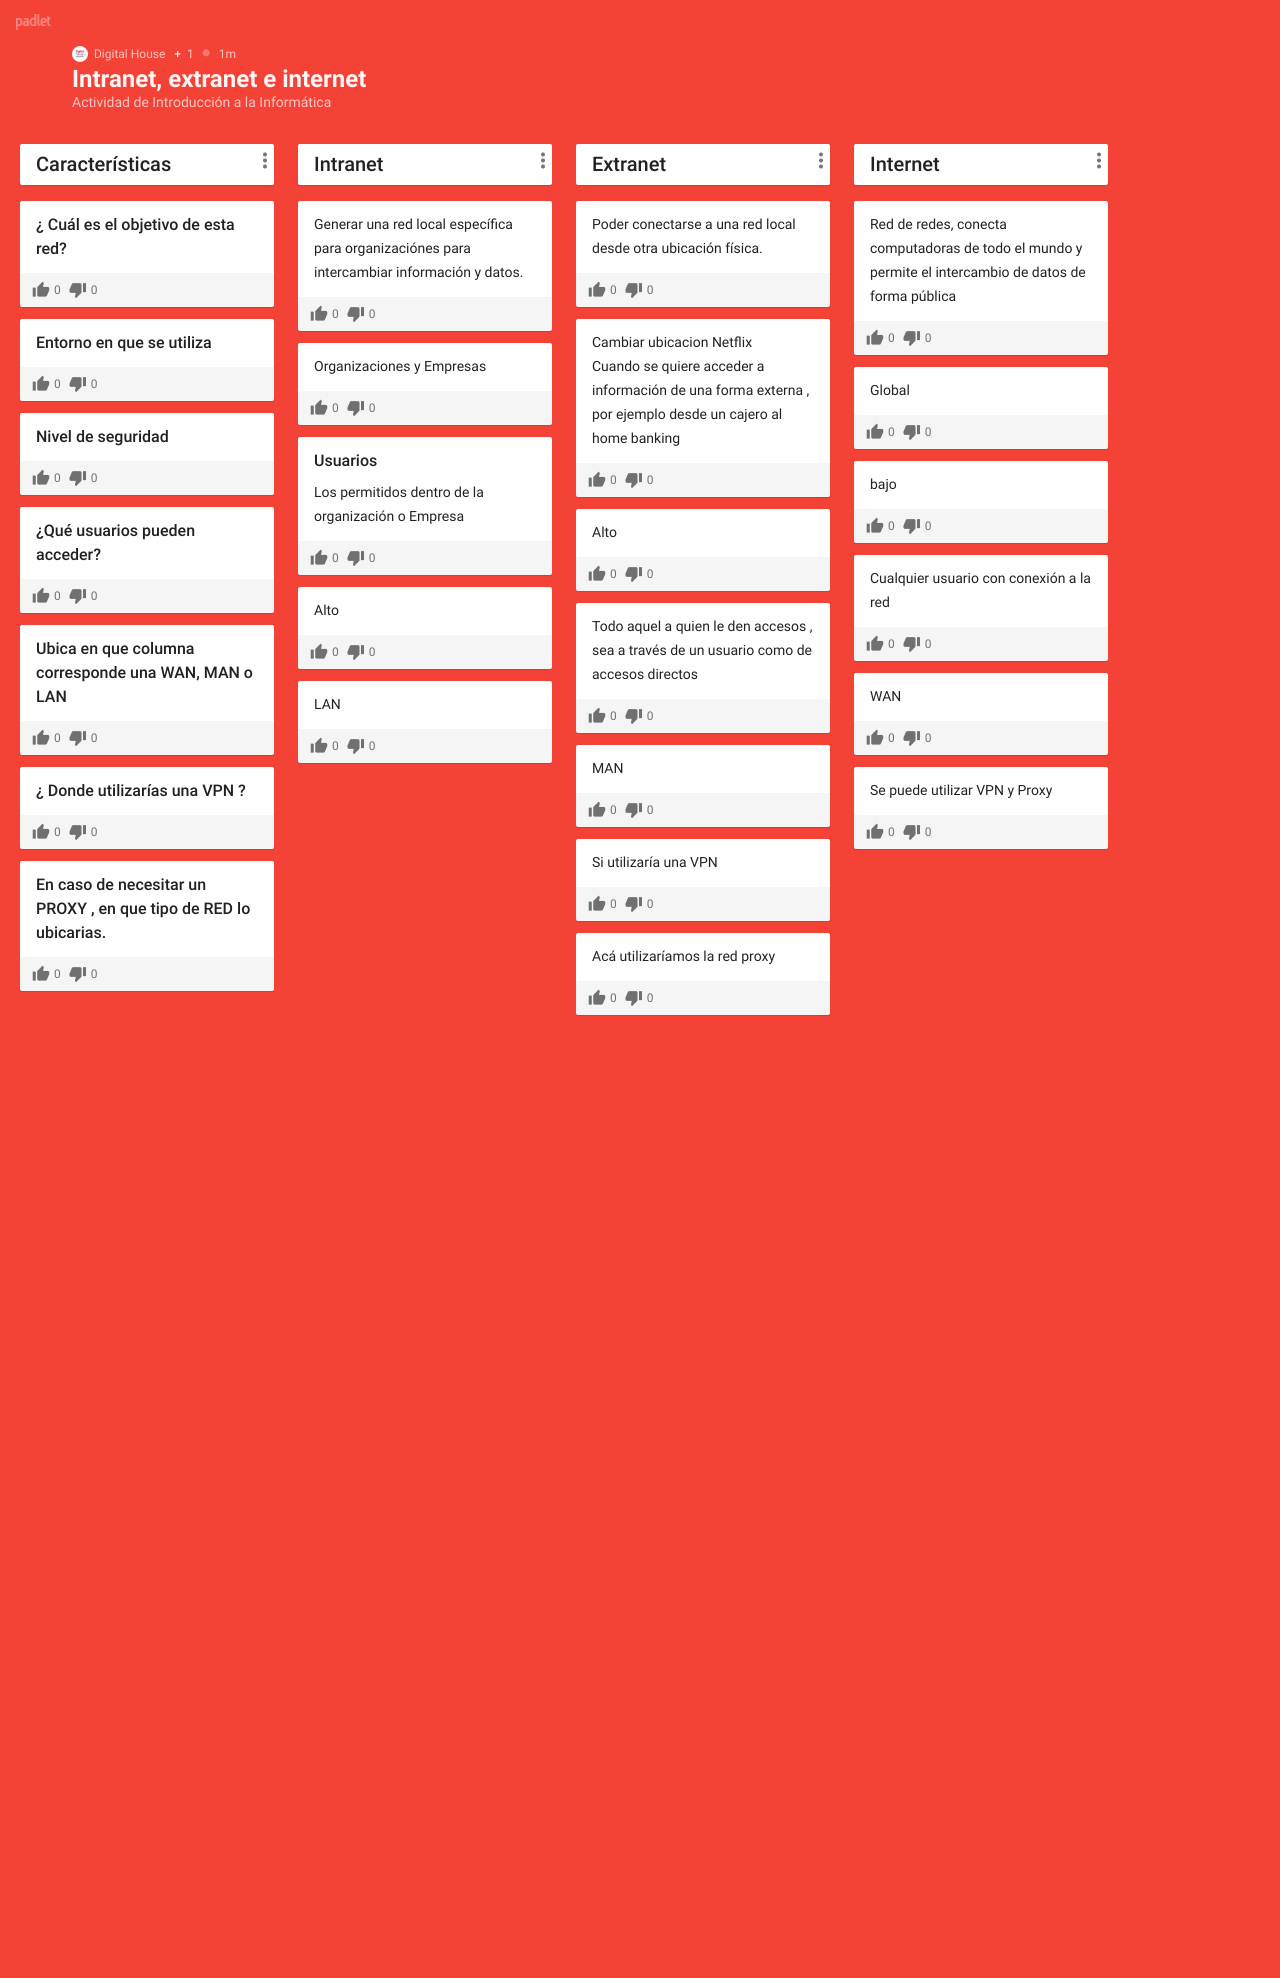 padlet
Digital House + 1 • 1m
Intranet, extranet e internet
Actividad de Introducción a la Informática
Características
¿ Cuál es el objetivo de esta
red?
0 0
Entorno en que se utiliza
0 0
Nivel de seguridad
0 0
¿Qué usuarios pueden
acceder?
0 0
Ubica en que columna
corresponde una WAN, MAN o
LAN
0 0
¿ Donde utilizarías una VPN ?
0 0
En caso de necesitar un
PROXY , en que tipo de RED lo
ubicarias.
0 0
Intranet
Generar una red local específica
para organizaciónes para
intercambiar información y datos.
0 0
Organizaciones y Empresas
0 0
Usuarios
Los permitidos dentro de la
organización o Empresa
0 0
Alto
0 0
LAN
0 0
Extranet
Poder conectarse a una red local
desde otra ubicación física.
0 0
Cambiar ubicacion Netflix
Cuando se quiere acceder a
información de una forma externa ,
por ejemplo desde un cajero al
home banking
0 0
Alto
0 0
Todo aquel a quien le den accesos ,
sea a través de un usuario como de
accesos directos
0 0
MAN
0 0
Si utilizaría una VPN
0 0
Acá utilizaríamos la red proxy
0 0
Internet
Red de redes, conecta
computadoras de todo el mundo y
permite el intercambio de datos de
forma pública
0 0
Global
0 0
bajo
0 0
Cualquier usuario con conexión a la
red
0 0
WAN
0 0
Se puede utilizar VPN y Proxy
0 0